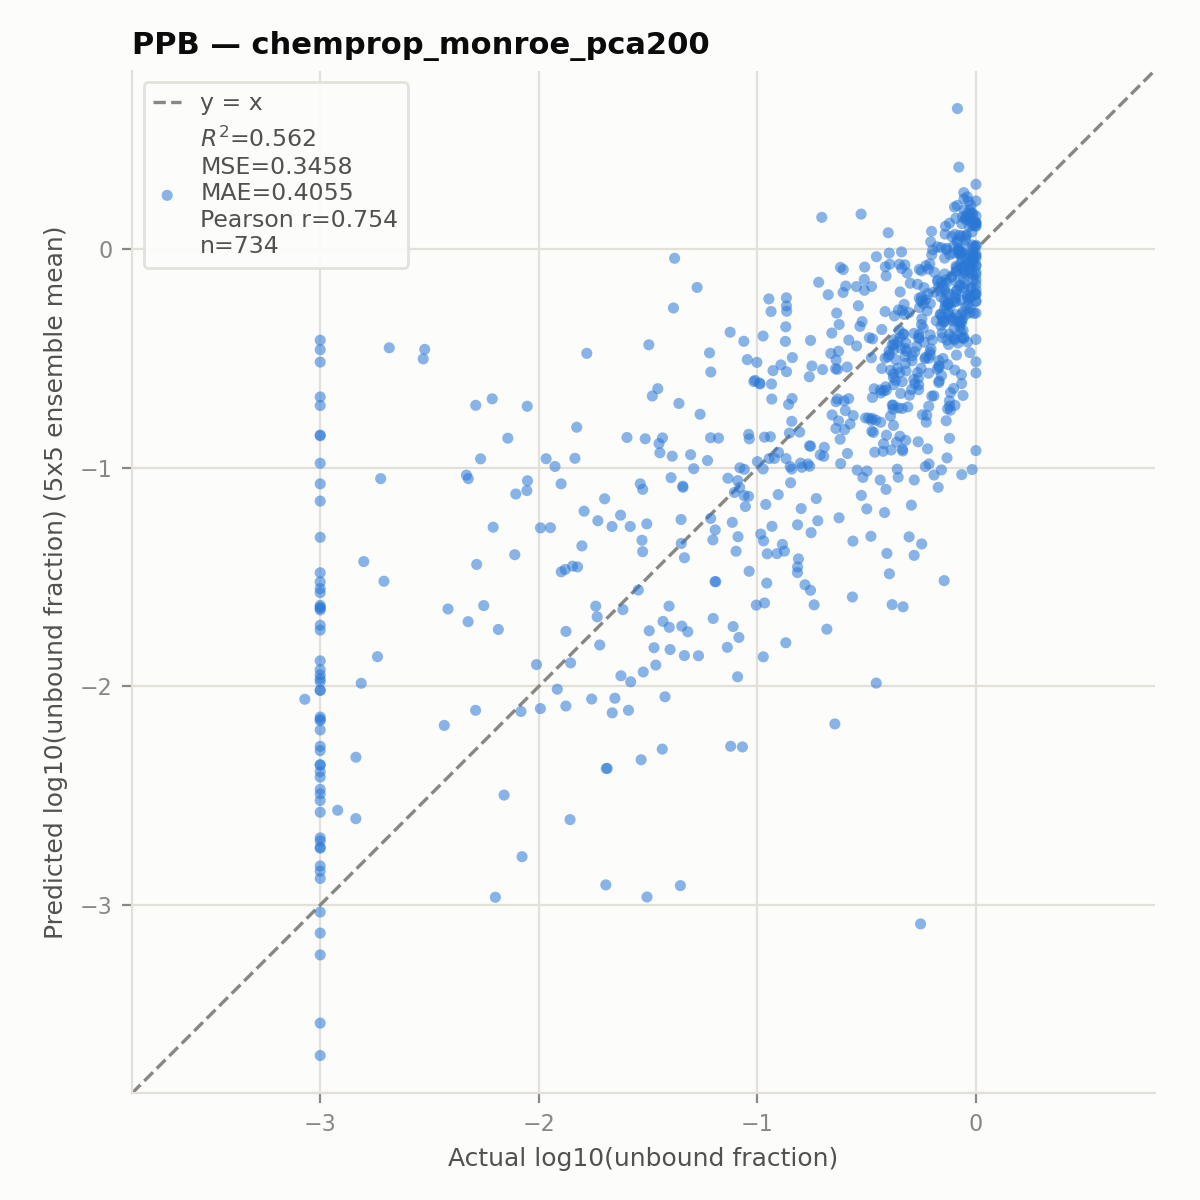 PPB — chemprop_monroe_pca200
y = x
R²=0.562
MSE=0.3458
MAE=0.4055
Pearson r=0.754
n=734
Predicted log10(unbound fraction) (5x5 ensemble mean)
0
−1
−2
−3
−3
−2
−1
0
Actual log10(unbound fraction)